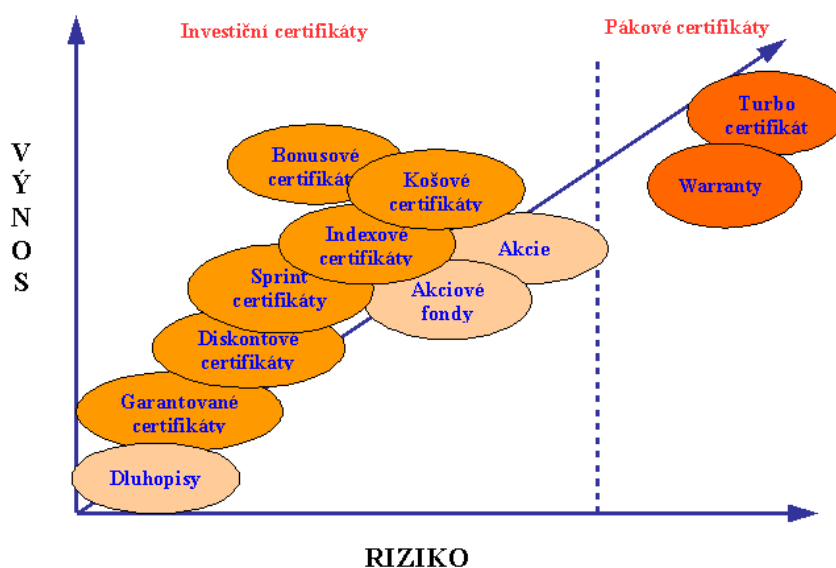 Investiční certifikáty
Pákové certifikáty
VÝNOS
Turbo
certifikát
Warranty
Bonusové
certifikát
Košové
certifikáty
Indexové
certifikáty
Akcie
Sprint
certifikáty
Akciové
fondy
Diskontové
certifikáty
Garantované
certifikáty
Dluhopisy
RIZIKO